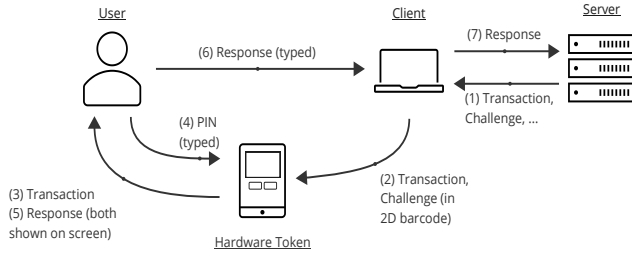 User
Client
Server
(7) Response
(6) Response (typed)
(1) Transaction,
Challenge, ...
(4) PIN
(typed)
(2) Transaction,
Challenge (in
2D barcode)
(3) Transaction
(5) Response (both
shown on screen)
Hardware Token